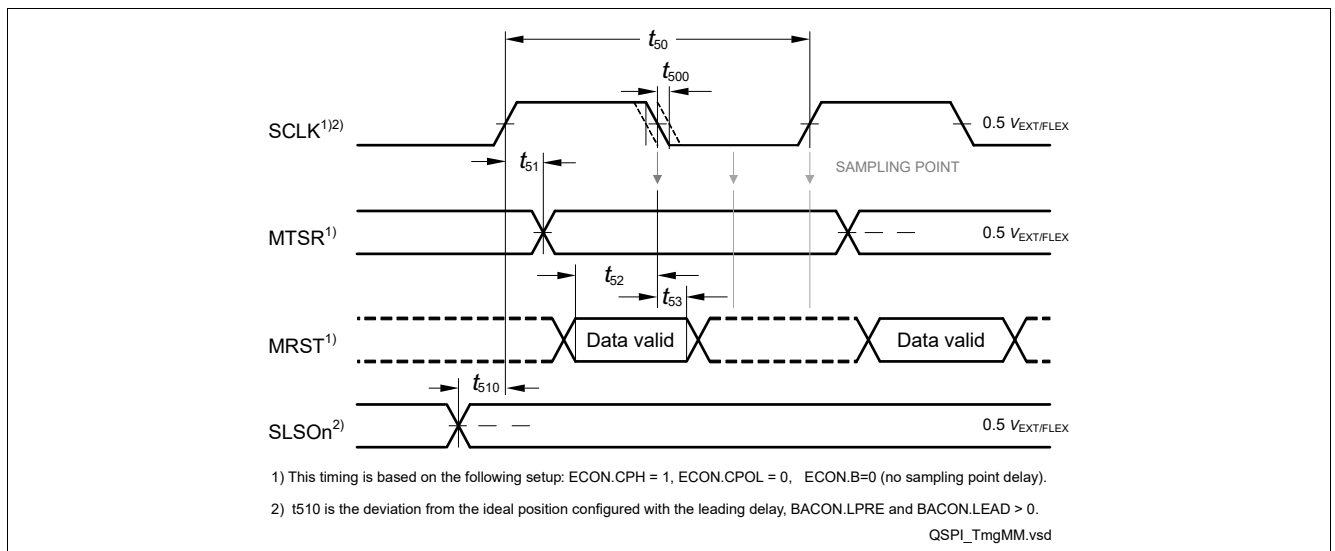 t50
t500
SCLK1)2)
0.5 VEXT/FLEX
t51
SAMPLING POINT
MTSR1)
0.5 VEXT/FLEX
t52
t53
MRST1)
Data valid
Data valid
t510
SLSOn2)
0.5 VEXT/FLEX
1) This timing is based on the following setup: ECON.CPH = 1, ECON.CPOL = 0, ECON.B=0 (no sampling point delay).
2) t510 is the deviation from the ideal position configured with the leading delay, BACON.LPRE and BACON.LEAD > 0.
QSPI_TmgMM.vsd